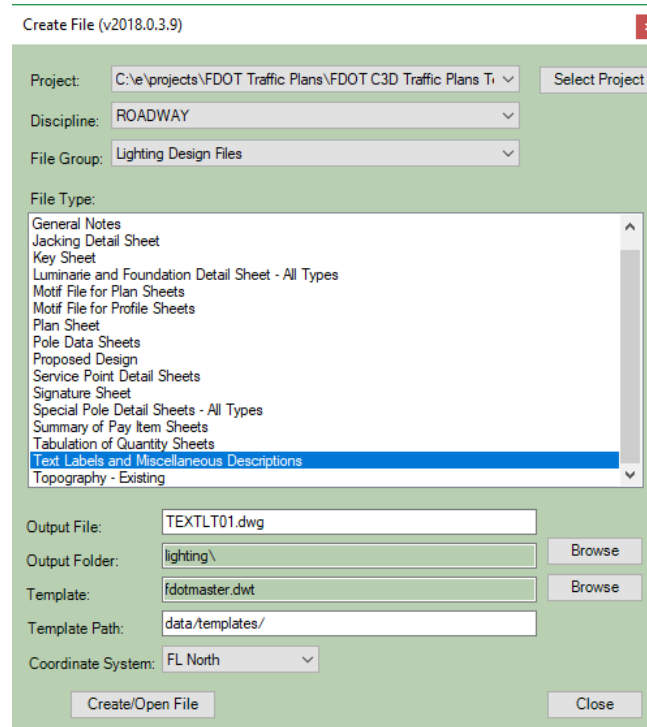 Create File (v2018.0.3.9)
Project: C:\e\projects\FDOT Traffic Plans\FDOT C3D Traffic Plans Select Project
Discipline: ROADWAY
File Group: Lighting Design Files
File Type:
General Notes
Jacking Detail Sheet
Key Sheet
Luminarie and Foundation Detail Sheet - All Types
Motif File for Plan Sheets
Motif File for Profile Sheets
Plan Sheet
Pole Data Sheets
Proposed Design
Service Point Detail Sheets
Signature Sheet
Special Pole Detail Sheets - All Types
Summary of Pay Item Sheets
Tabulation of Quantity Sheets
Text Labels and Miscellaneous Descriptions
Topography - Existing
Output File: TEXTLT01.dwg
Output Folder: lighting\ Browse
Template: fdotmaster.dwt Browse
Template Path: data/templates/
Coordinate System: FL North
Create/Open File Close